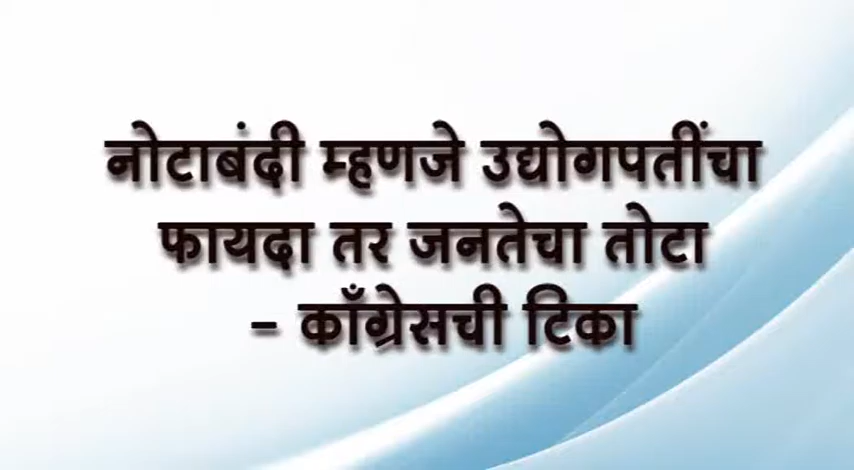 नोटाबंदी म्हणजे उद्योगपतींचा
फायदा तर जनतेचा तोटा
- काँग्रेसची टिका